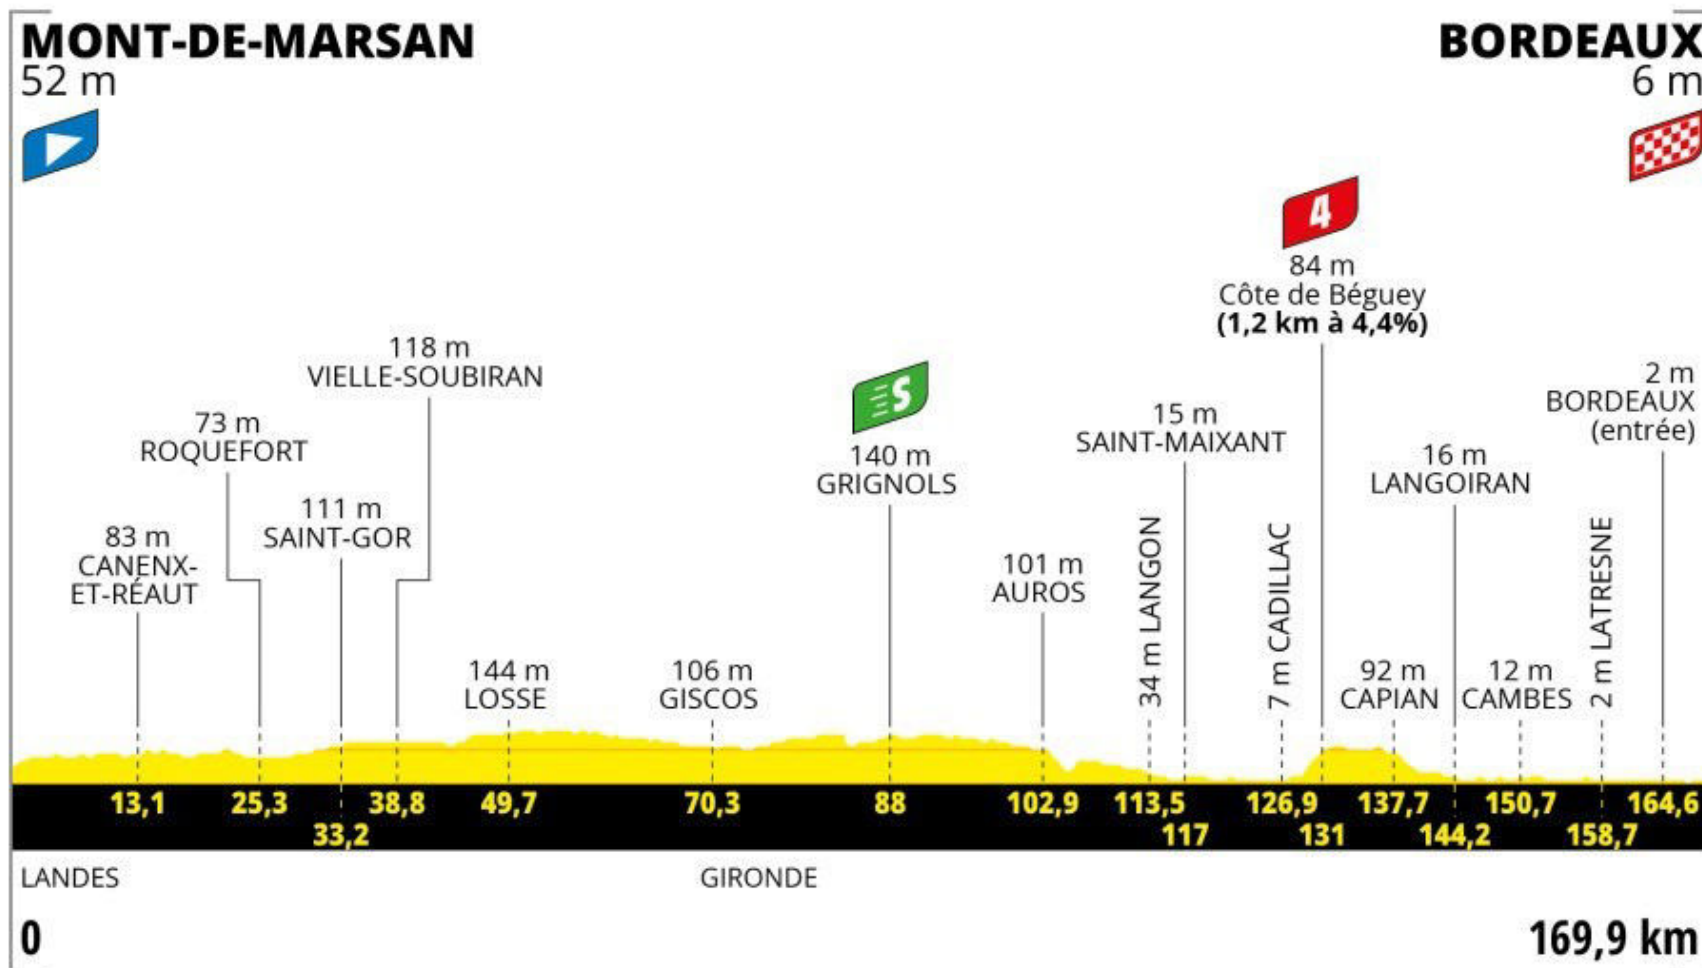 MONT-DE-MARSAN
52 m
BORDEAUX
6 m
4
84 m
Côte de Béguey
(1,2 km à 4,4%)
118 m
VIELLE-SOUBIRAN
73 m
ROQUEFORT
111 m
SAINT-GOR
83 m
CANENX-
ET-RÉAUT
S
140 m
GRIGNOLS
15 m
SAINT-MAIXANT
2 m
BORDEAUX
(entrée)
16 m
LANGOIRAN
101 m
AUROS
34 m LANGON
7 m CADILLAC
2 m LATRESNE
144 m
LOSSE
106 m
GISCOS
92 m
CAPIAN
12 m
CAMBES
13,1 25,3 38,8 49,7 70,3 88 102,9 113,5 126,9 137,7 150,7 164,6
33,2 117 131 144,2 158,7
LANDES GIRONDE
0 169,9 km